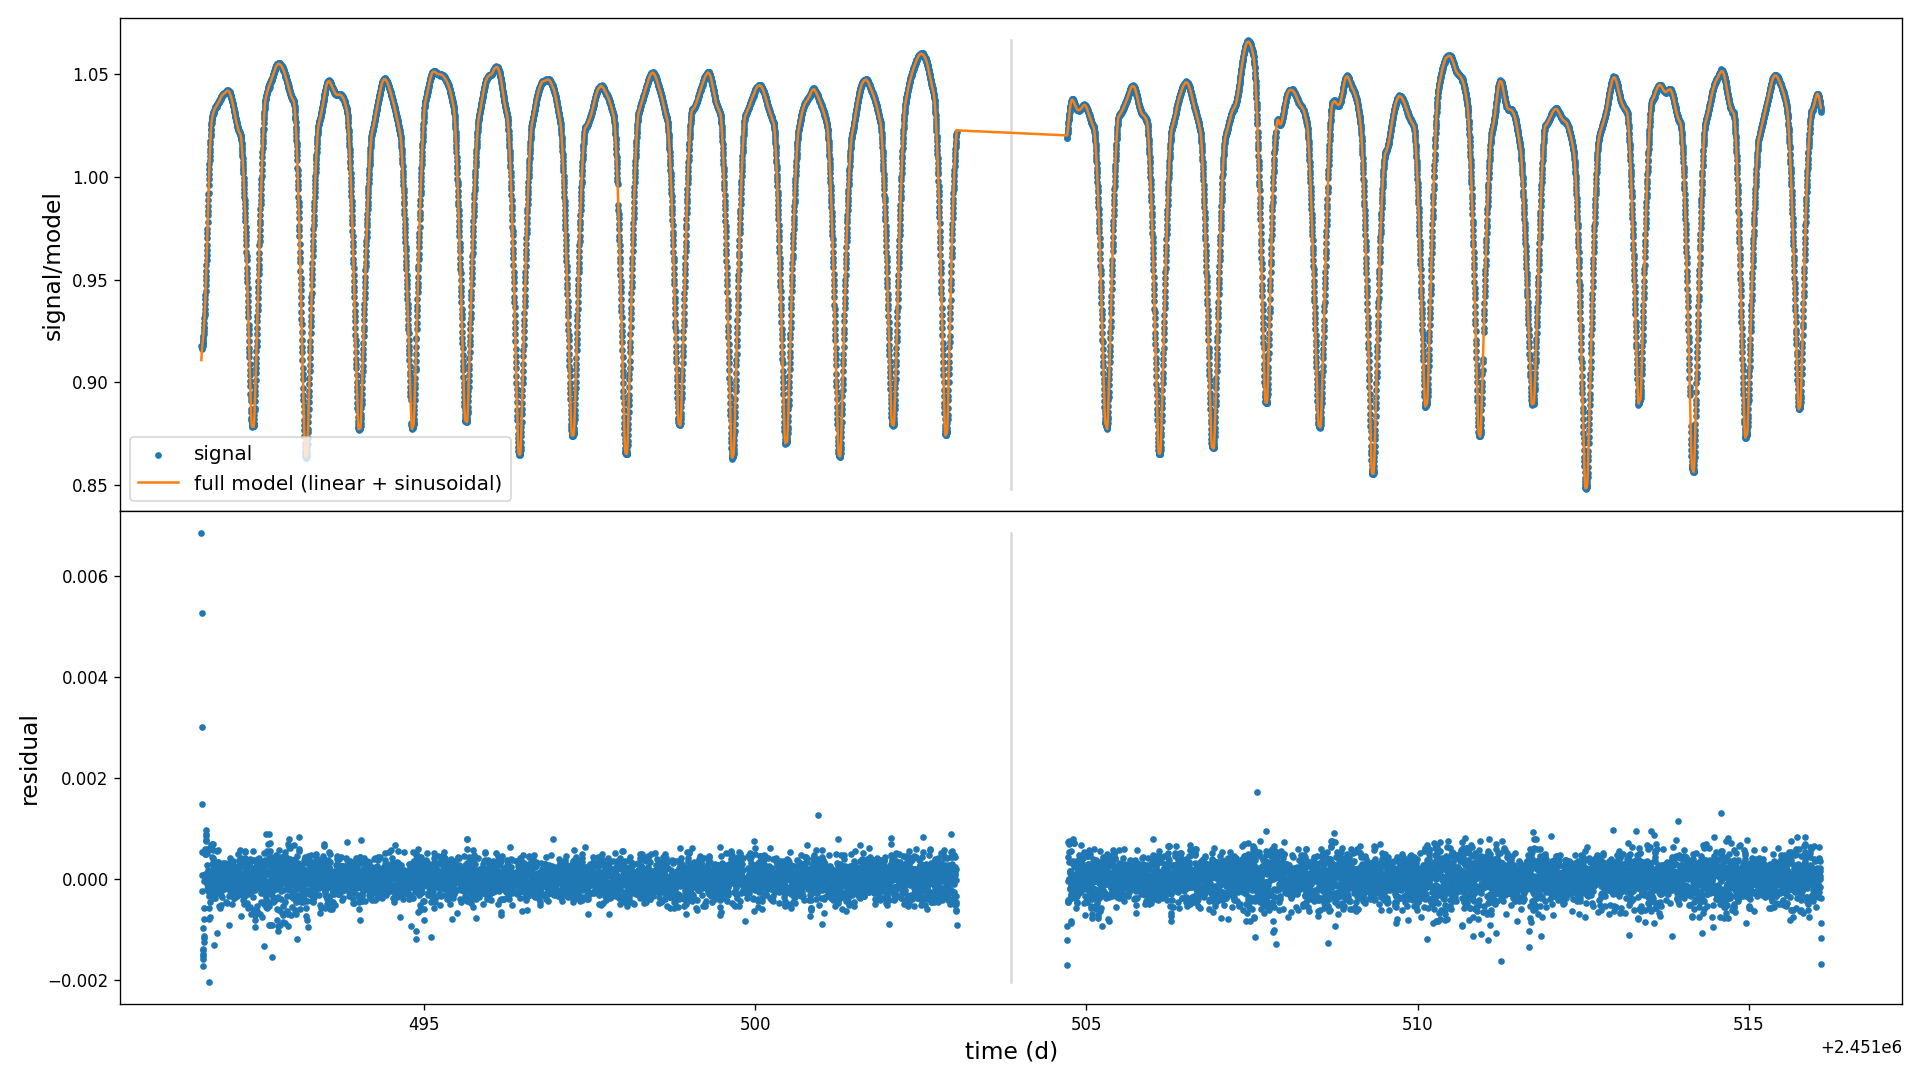 signal/model
1.05
1.00
0.95
0.90
0.85
signal
full model (linear + sinusoidal)
residual
0.006
0.004
0.002
0.000
−0.002
495
500
505
510
515
time (d)
+2.451e6